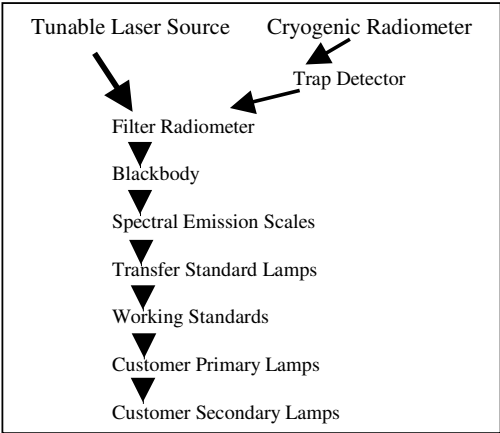 Tunable Laser Source Cryogenic Radiometer
Trap Detector
Filter Radiometer
Blackbody
Spectral Emission Scales
Transfer Standard Lamps
Working Standards
Customer Primary Lamps
Customer Secondary Lamps